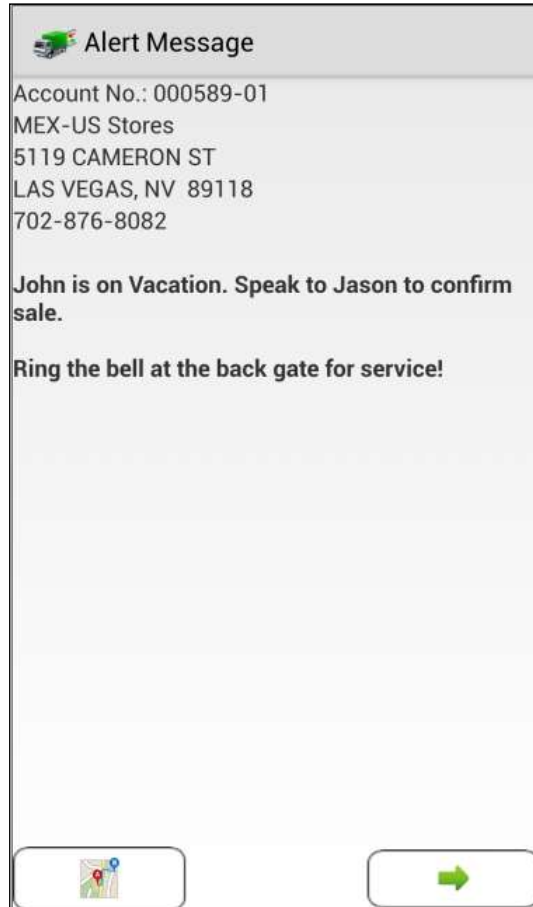 Alert Message
Account No.: 000589-01
MEX-US Stores
5119 CAMERON ST
LAS VEGAS, NV  89118
702-876-8082
John is on Vacation. Speak to Jason to confirm
sale.
Ring the bell at the back gate for service!